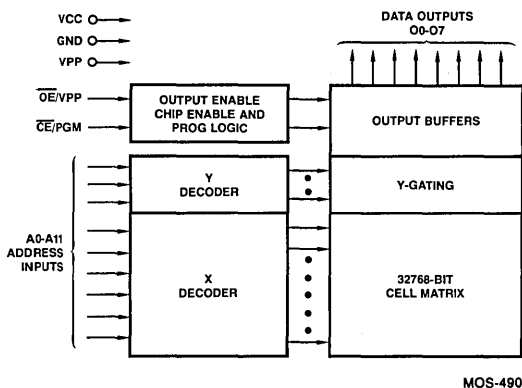 VCC
GND
VPP
DATA OUTPUTS
O0-O7
OE/VPP
CE/PGM
OUTPUT ENABLE
CHIP ENABLE AND
PROG LOGIC
OUTPUT BUFFERS
Y
DECODER
Y-GATING
A0-A11
ADDRESS
INPUTS
X
DECODER
32768-BIT
CELL MATRIX
MOS-490